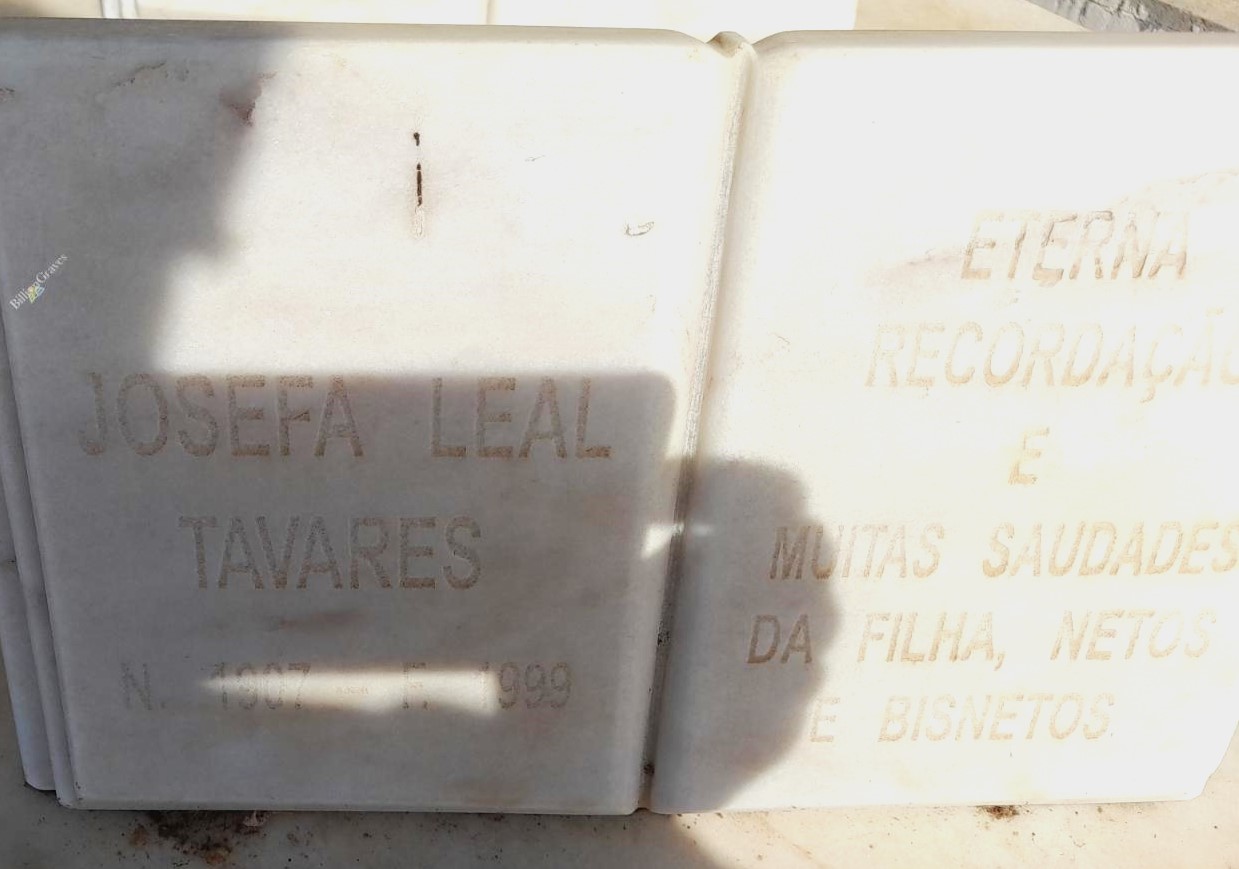 JOSEFA LEAL
TAVARES
N. 1907 - F. 1999
ETERNA
RECORDAÇÃO
E
MUITAS SAUDADES
DA FILHA, NETOS
E BISNETOS
BillionGraves